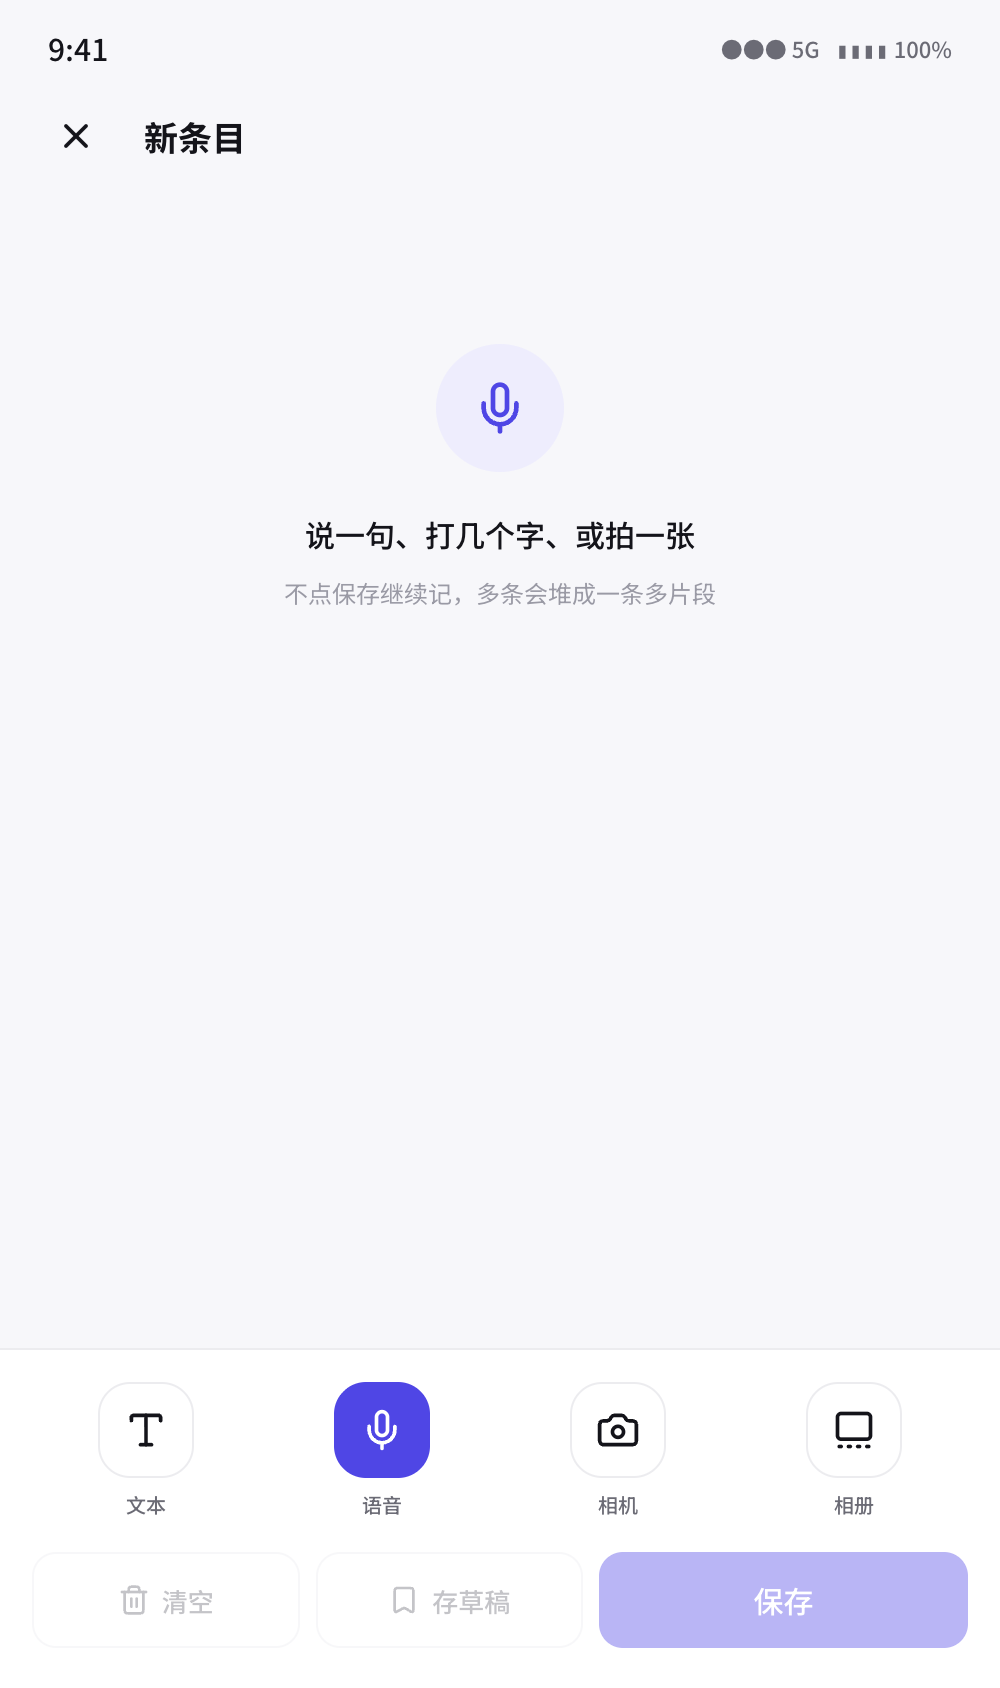 9:41
5G 100%
新条目
说一句、打几个字、或拍一张
不点保存继续记，多条会堆成一条多片段
文本 语音 相机 相册
清空 存草稿 保存